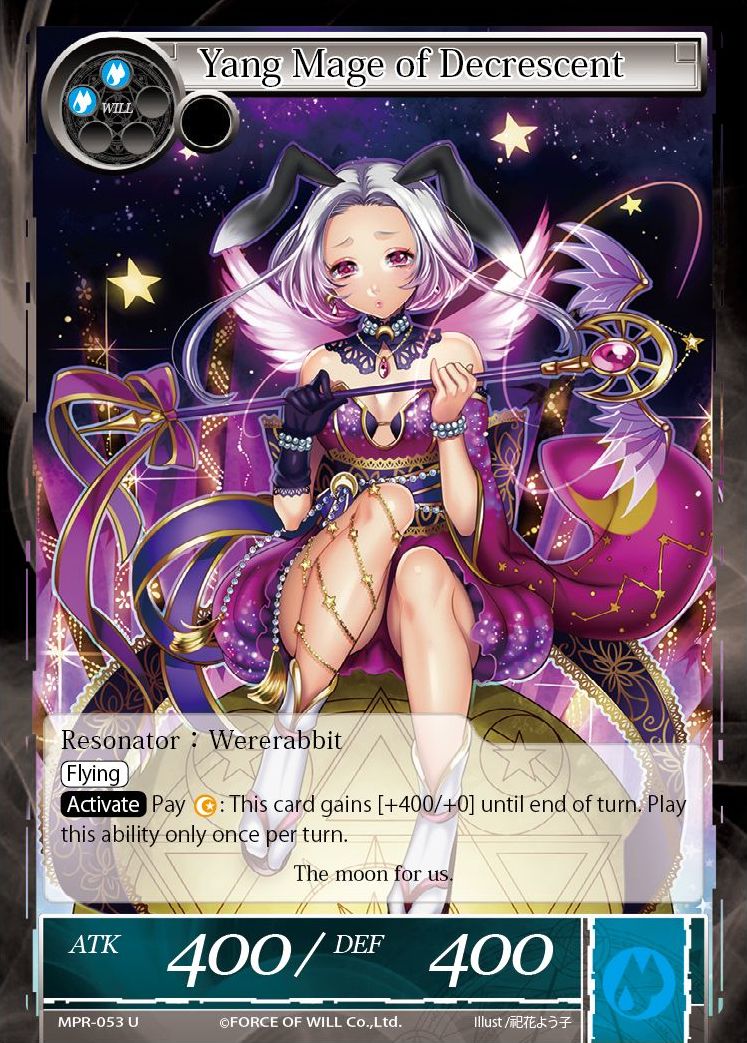 Yang Mage of Decrescent
WILL
Resonator : Wererabbit
Flying
Activate Pay : This card gains [+400/+0] until end of turn. Play
this ability only once per turn.
The moon for us.
ATK 400 / DEF 400
MPR-053 U ©FORCE OF WILL Co.,Ltd. Illust /祀花よう子